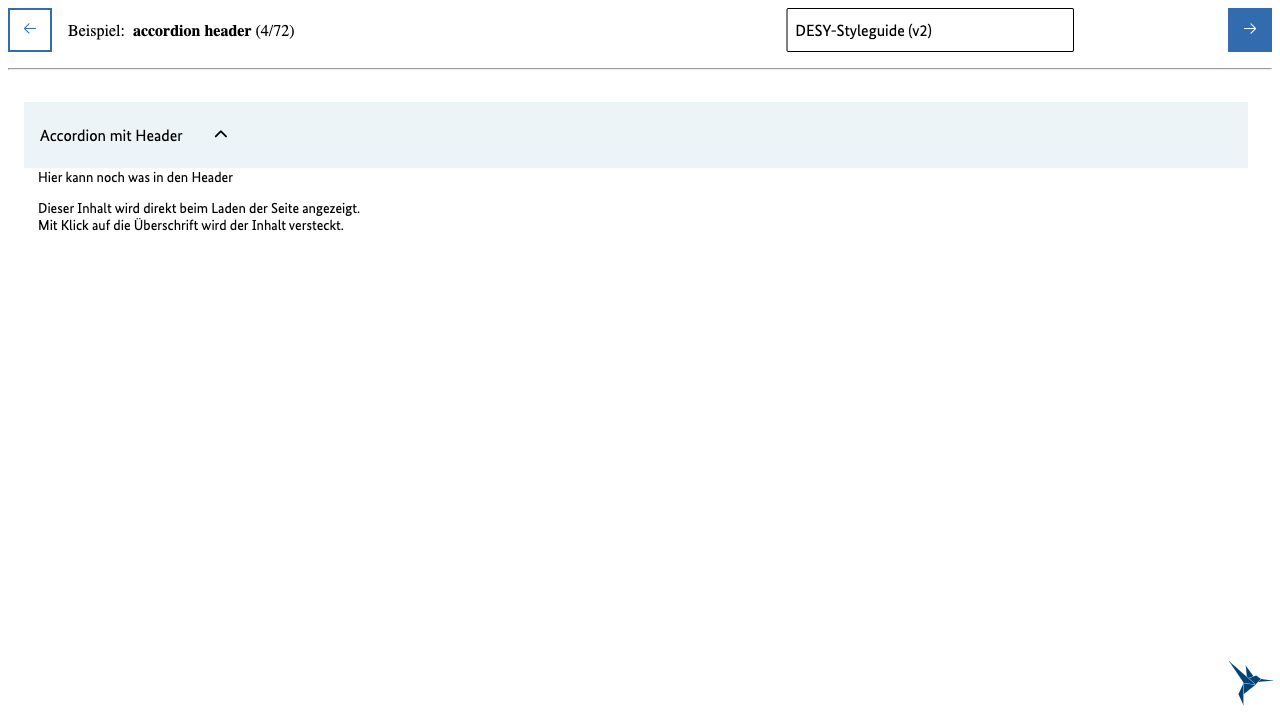 Beispiel: accordion header (4/72)
DESY-Styleguide (v2)
Accordion mit Header
Hier kann noch was in den Header
Dieser Inhalt wird direkt beim Laden der Seite angezeigt.
Mit Klick auf die Überschrift wird der Inhalt versteckt.